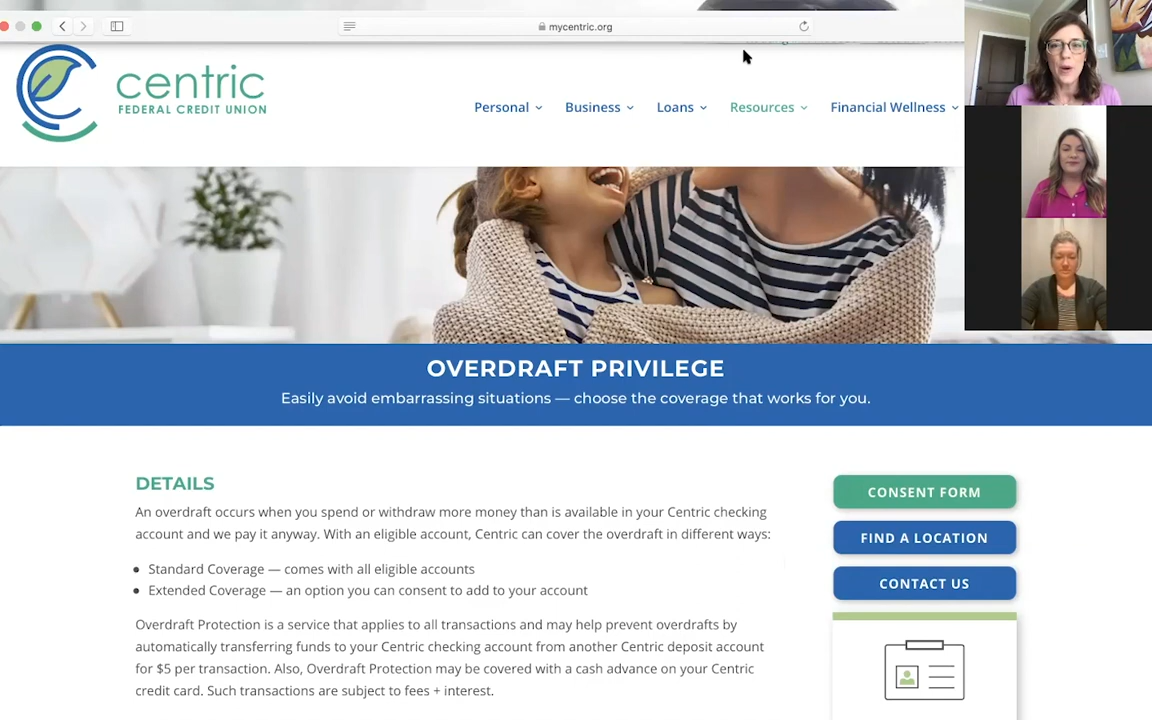 mycentric.org
centric
FEDERAL CREDIT UNION
Personal
Business
Loans
Resources
Financial Wellness
OVERDRAFT PRIVILEGE
Easily avoid embarrassing situations — choose the coverage that works for you.
DETAILS
An overdraft occurs when you spend or withdraw more money than is available in your Centric checking
account and we pay it anyway. With an eligible account, Centric can cover the overdraft in different ways:
Standard Coverage — comes with all eligible accounts
Extended Coverage — an option you can consent to add to your account
Overdraft Protection is a service that applies to all transactions and may help prevent overdrafts by
automatically transferring funds to your Centric checking account from another Centric deposit account
for $5 per transaction. Also, Overdraft Protection may be covered with a cash advance on your Centric
credit card. Such transactions are subject to fees + interest.
CONSENT FORM
FIND A LOCATION
CONTACT US